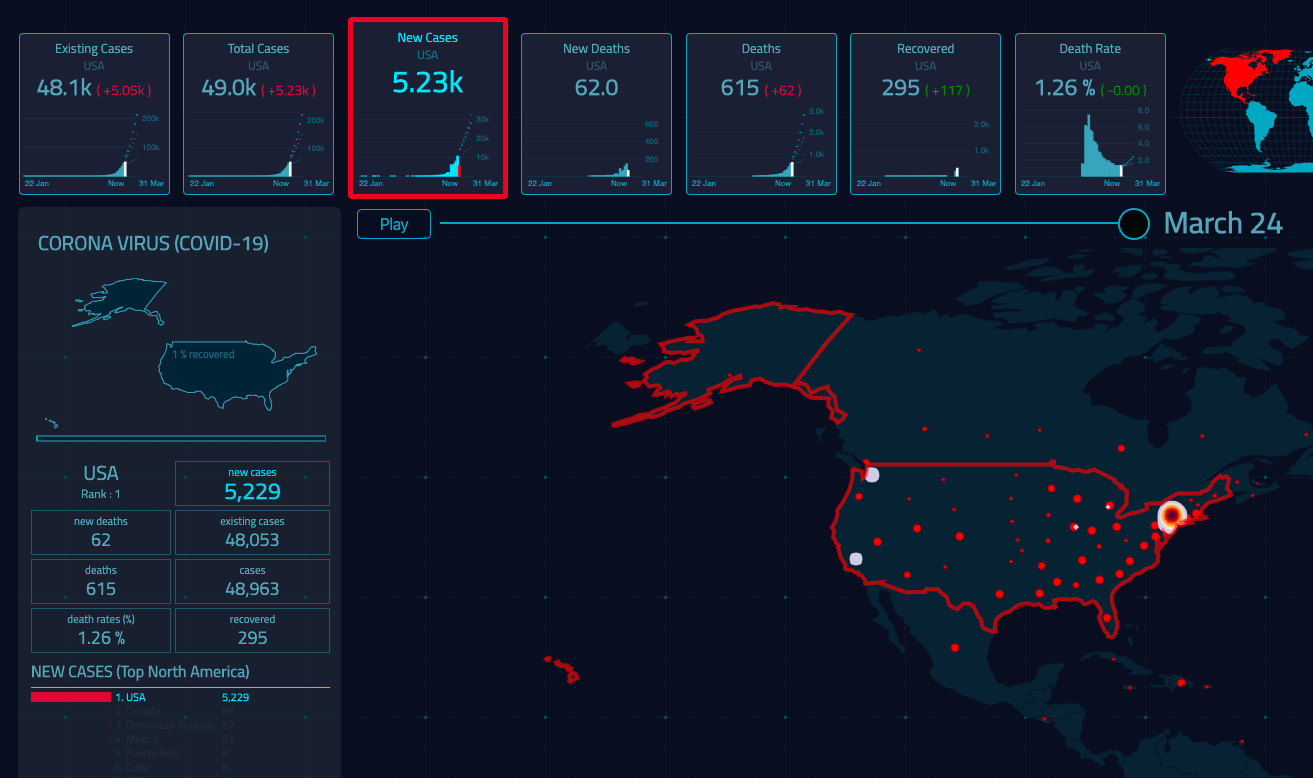 Existing Cases
USA
48.1k ( +5.05k )
200k
100k
22 Jan Now 31 Mar
Total Cases
USA
49.0k ( +5.23k )
200k
100k
22 Jan Now 31 Mar
New Cases
USA
5.23k
30k
20k
10k
22 Jan Now 31 Mar
New Deaths
USA
62.0
600
400
200
22 Jan Now 31 Mar
Deaths
USA
615 ( +62 )
3.0k
2.0k
1.0k
22 Jan Now 31 Mar
Recovered
USA
295 ( +117 )
2.0k
1.0k
22 Jan Now 31 Mar
Death Rate
USA
1.26 % ( -0.00 )
8.0
6.0
4.0
2.0
22 Jan Now 31 Mar
Play
March 24
CORONA VIRUS (COVID-19)
1 % recovered
USA
Rank : 1
new cases
5,229
new deaths
62
existing cases
48,053
deaths
615
cases
48,963
death rates (%)
1.26 %
recovered
295
NEW CASES (Top North America)
1. USA 5,229
2. Canada
3. Dominican Republic 67
4. Mexico 51
5. Puerto Rico 8
6. Cuba 8